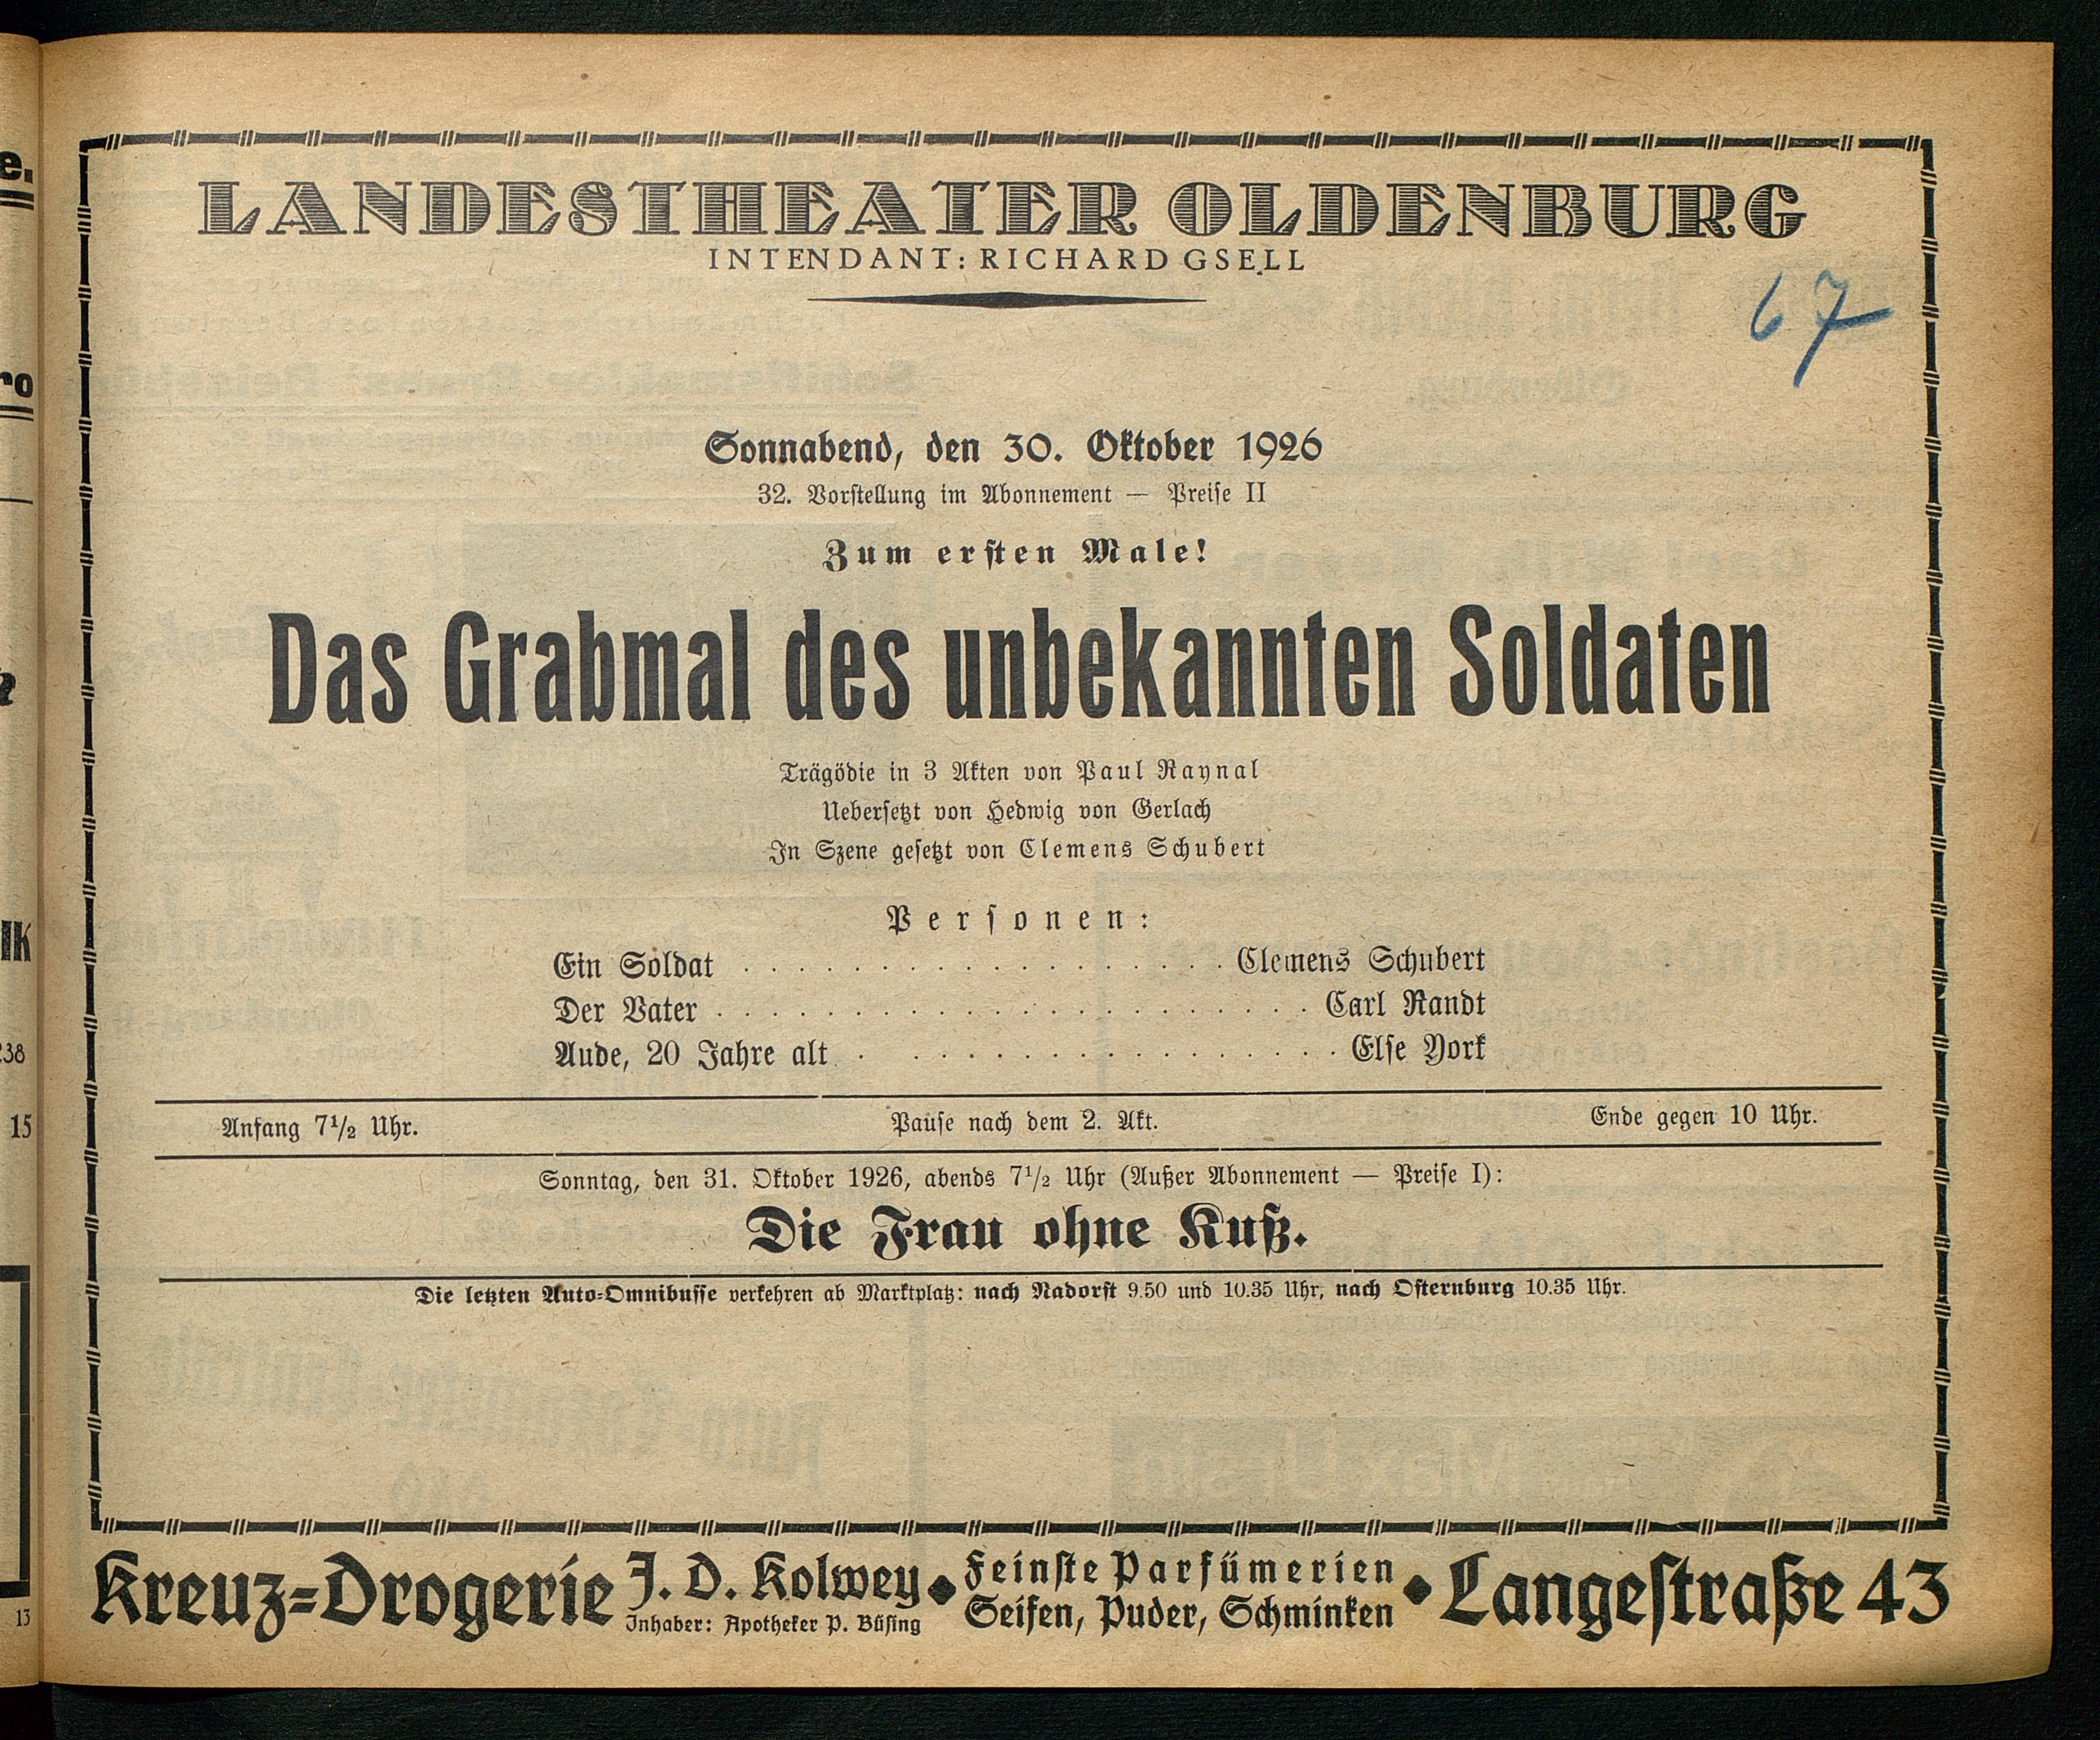 LANDESTHEATER OLDENBURG
INTENDANT: RICHARD GSELL
67
Sonnabend, den 30. Oktober 1926
32. Vorstellung im Abonnement — Preise II
Zum ersten Male!
Das Grabmal des unbekannten Soldaten
Trägödie in 3 Akten von Paul Raynal
Uebersetzt von Hedwig von Gerlach
In Szene gesetzt von Clemens Schubert
Personen:
Ein Soldat . . . . . . . . . . . . . . . . . . Clemens Schubert
Der Vater . . . . . . . . . . . . . . . . . . . . . . Carl Randt
Aude, 20 Jahre alt . . . . . . . . . . . . . . . . . Else York
Anfang 7½ Uhr. Pause nach dem 2. Akt. Ende gegen 10 Uhr.
Sonntag, den 31. Oktober 1926, abends 7½ Uhr (Außer Abonnement — Preise I):
Die Frau ohne Kuß.
Die letzten Auto-Omnibusse verkehren ab Marktplatz: nach Nadorst 9.50 und 10.35 Uhr, nach Osternburg 10.35 Uhr.
Kreuz-Drogerie J. D. Kolwey
Inhaber: Apotheker P. Büsing
Feinste Parfümerien
Seifen, Puder, Schminken
Langestraße 43
e.
ro
lk
238
15
13